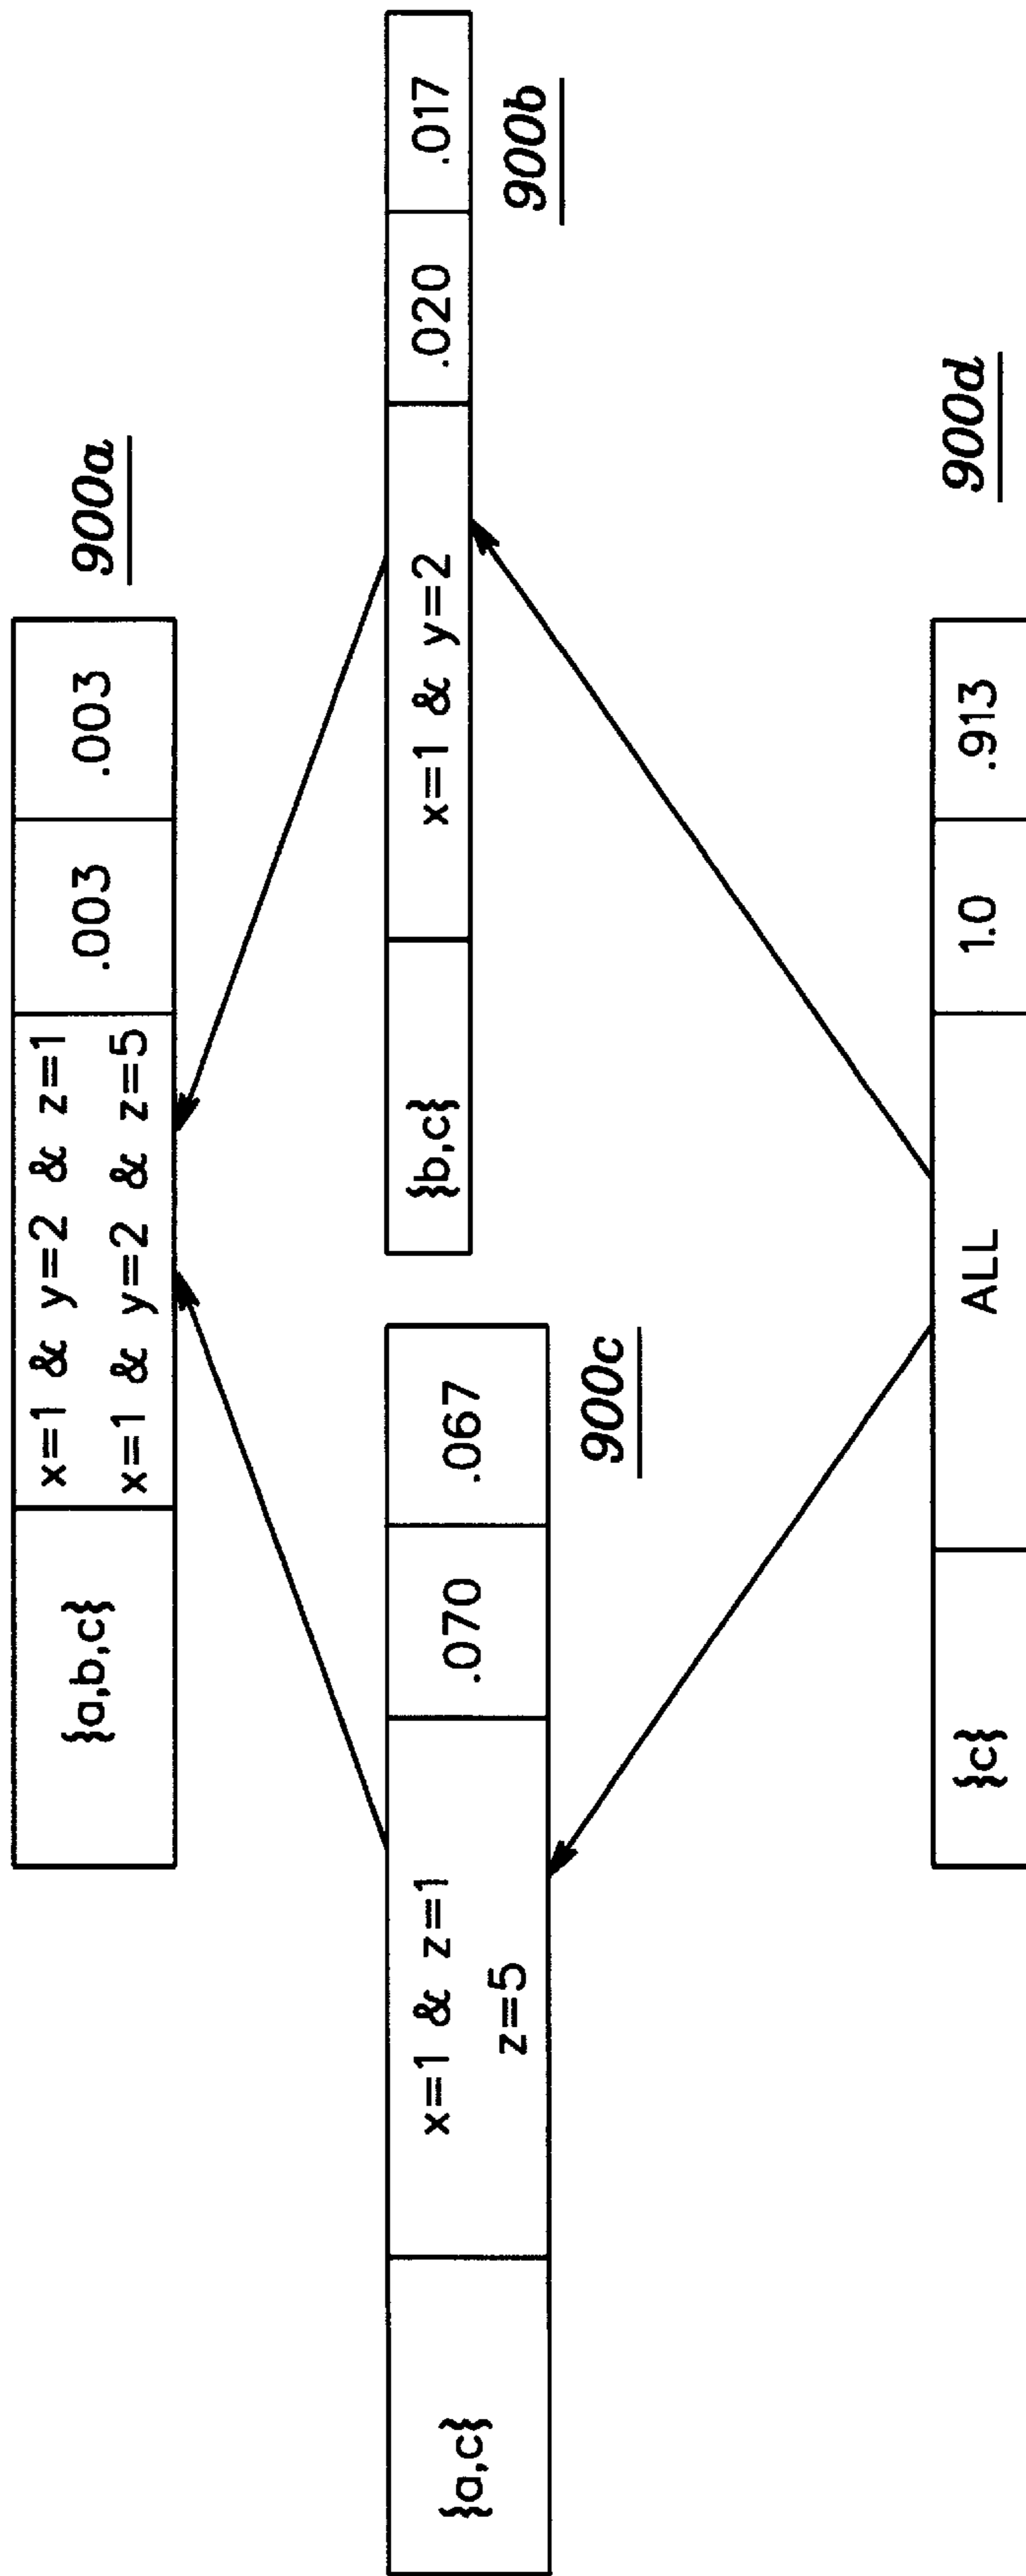 900a
{a,b,c}
x=1 & y=2 & z=1
x=1 & y=2 & z=5
.003
.003
{a,c}
x=1 & z=1
z=5
.070
.067
900c
{b,c}
x=1 & y=2
.020
.017
900b
{c}
ALL
1.0
.913
900d